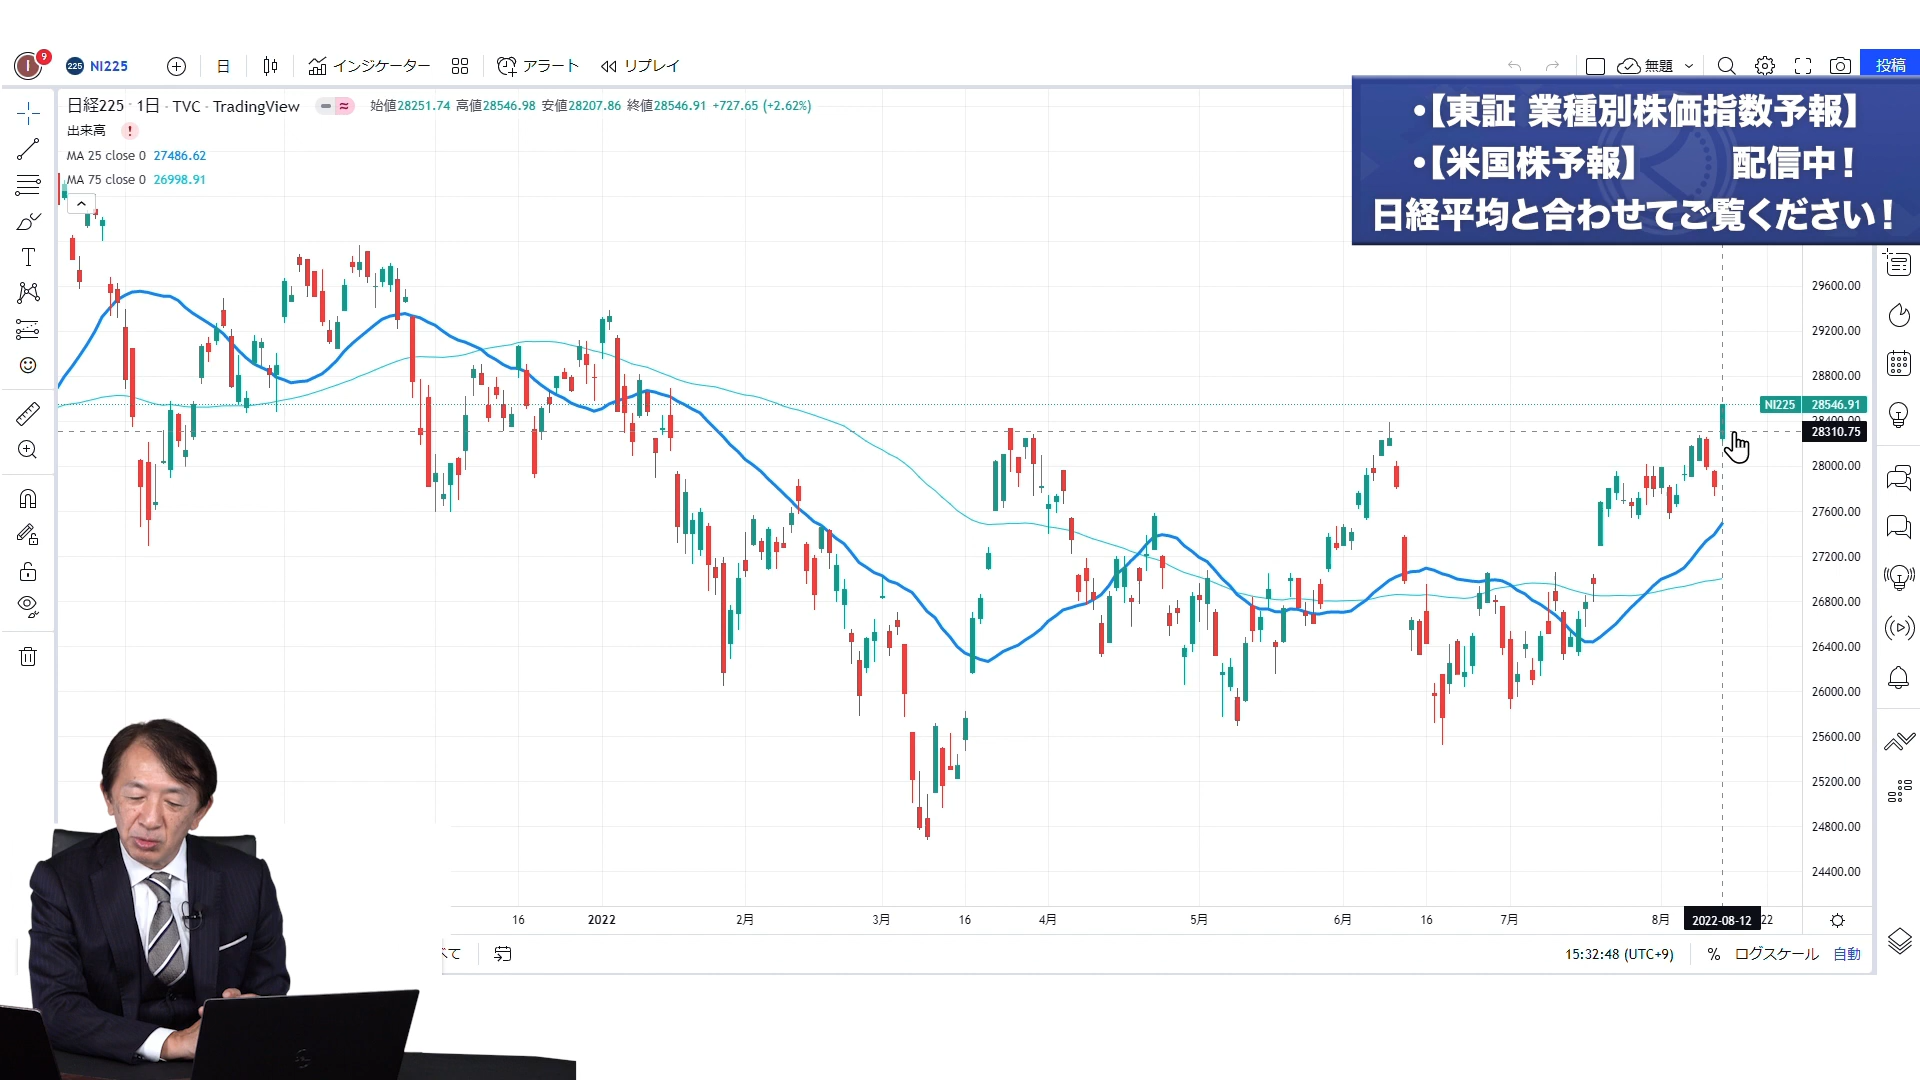 9
225 NI225
日
インジケーター
アラート
リプレイ
無題
投稿
日経225 · 1日 · TVC · TradingView
始値28251.74 高値28546.98 安値28207.86 終値28546.91 +727.65 (+2.62%)
出来高 !
MA 25 close 0 27486.62
MA 75 close 0 26998.91
•【東証 業種別株価指数予報】
•【米国株予報】 配信中！
日経平均と合わせてご覧ください！
29600.00
29200.00
28800.00
NI225 28546.91
28310.75
28000.00
27600.00
27200.00
26800.00
26400.00
26000.00
25600.00
25200.00
24800.00
24400.00
16
2022
2月
3月
16
4月
5月
6月
16
7月
8月
2022-08-12
22
て
15:32:48 (UTC+9)
%
ログスケール
自動